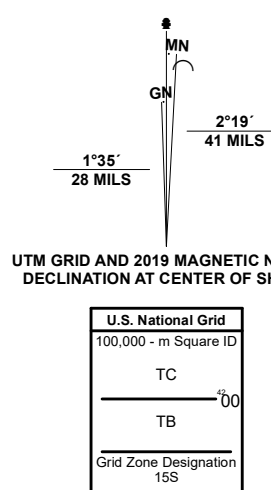 MN
GN
2°19´
41 MILS
1°35´
28 MILS
UTM GRID AND 2019 MAGNETIC N
DECLINATION AT CENTER OF SH
U.S. National Grid
100,000 - m Square ID
TC
42 00
TB
Grid Zone Designation
15S